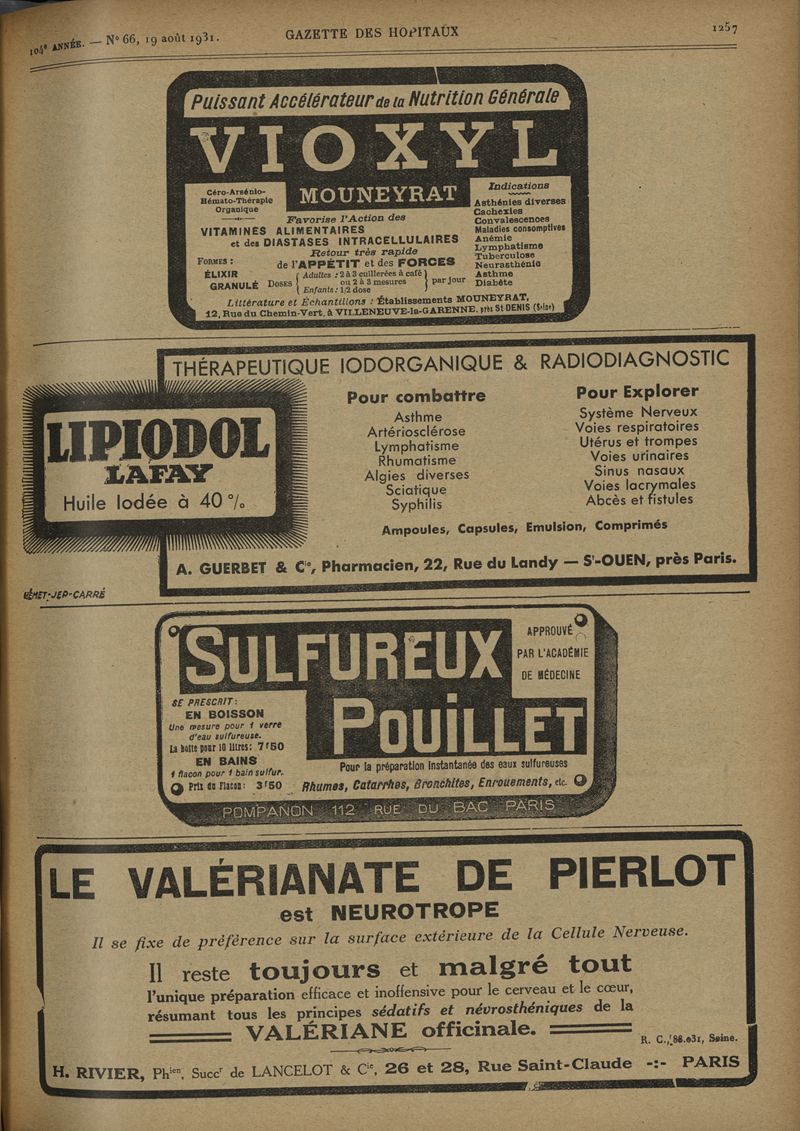 104e ANNÉE. — No 66, 19 août 1931.
GAZETTE DES HOPITAUX
1257
Puissant Accélérateur de la Nutrition Générale
VIOXYL
MOUNEYRAT
Céro-Arsénio-
Hémato-Thérapie
Organique
Favorise l'Action des
VITAMINES ALIMENTAIRES
et des DIASTASES INTRACELLULAIRES
Retour très rapide
de l'APPÉTIT et des FORCES
FORMES :
ÉLIXIR
GRANULÉ
DOSES
Adultes : 2 à 3 cuillerées à café
ou 2 à 3 mesures
Enfants : 1/2 dose
par jour
Indications
Asthénies diverses
Cachexies
Convalescences
Maladies consomptives
Anémie
Lymphatisme
Tuberculose
Neurasthénie
Asthme
Diabète
Littérature et Échantillons : Établissements MOUNEYRAT,
12, Rue du Chemin-Vert, à VILLENEUVE-la-GARENNE, près St-DENIS (Seine)
THÉRAPEUTIQUE IODORGANIQUE & RADIODIAGNOSTIC
LIPIODOL
LAFAY
Huile Iodée à 40 %
Pour combattre
Asthme
Artériosclérose
Lymphatisme
Rhumatisme
Algies diverses
Sciatique
Syphilis
Pour Explorer
Système Nerveux
Voies respiratoires
Utérus et trompes
Voies urinaires
Sinus nasaux
Voies lacrymales
Abcès et fistules
Ampoules, Capsules, Emulsion, Comprimés
A. GUERBET & Cie, Pharmacien, 22, Rue du Landy — St-OUEN, près Paris.
-JEP-CARRÉ
SULFUREUX
POUILLET
APPROUVÉ
PAR L'ACADÉMIE
DE MÉDECINE
SE PRESCRIT :
EN BOISSON
Une mesure pour 1 verre
d'eau sulfureuse.
La boîte pour 10 litres : 7f50
EN BAINS
1 flacon pour 1 bain sulfur.
Prix du Flacon : 3f50
Pour la préparation instantanée des eaux sulfureuses
Rhumes, Catarrhes, Bronchites, Enrouements, etc.
POMPANON 112 RUE DU BAC PARIS
LE VALÉRIANATE DE PIERLOT
est NEUROTROPE
Il se fixe de préférence sur la surface extérieure de la Cellule Nerveuse.
Il reste toujours et malgré tout
l'unique préparation efficace et inoffensive pour le cerveau et le cœur,
résumant tous les principes sédatifs et névrosthéniques de la
VALÉRIANE officinale.
R. C., Seine.
H. RIVIER, Phien, Succr de LANCELOT & Cie, 26 et 28, Rue Saint-Claude -:- PARIS